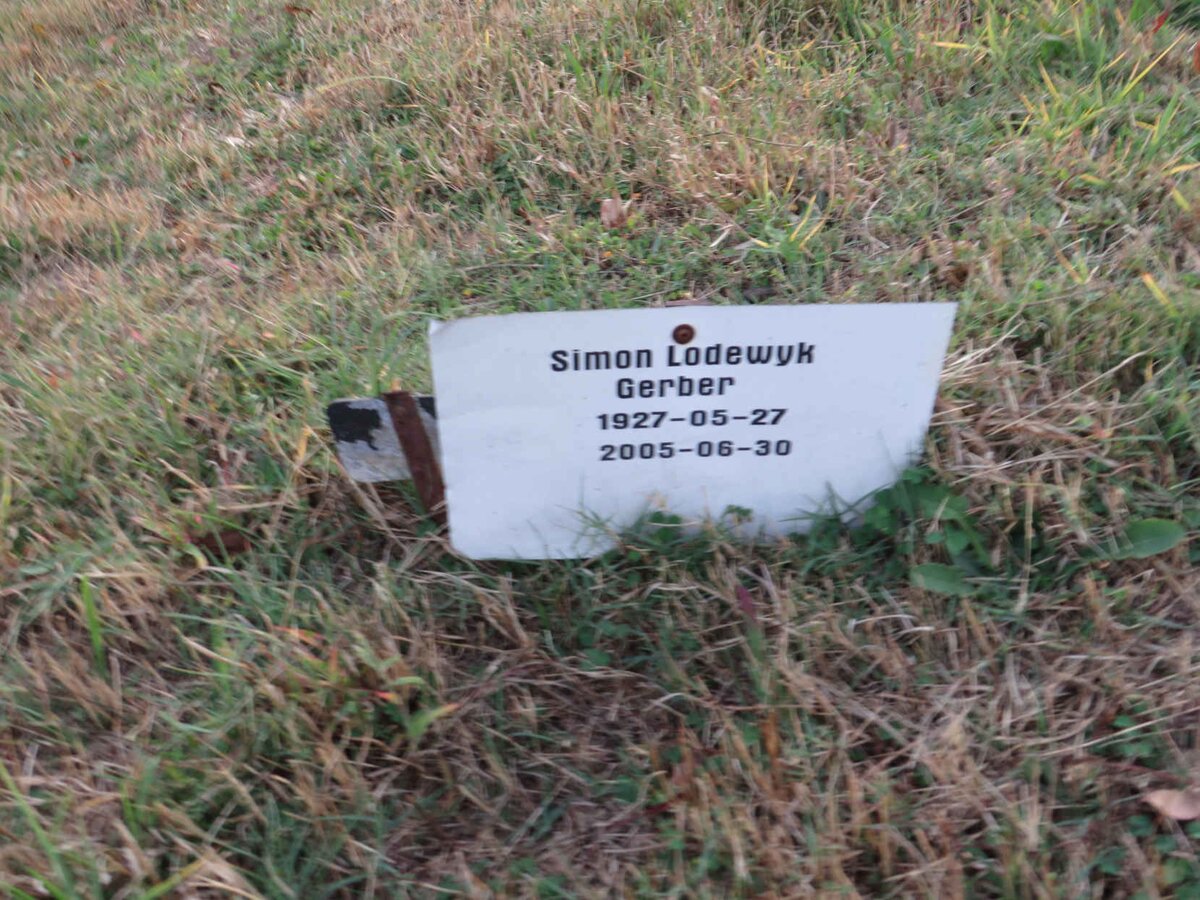 Simon Lodewyk
Gerber
1927-05-27
2005-06-30